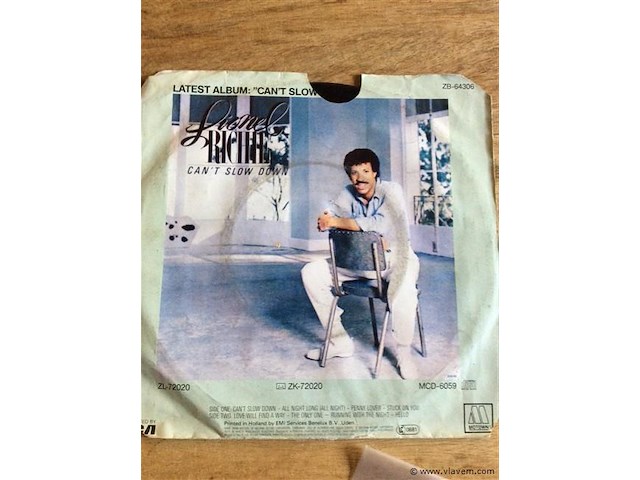 LATEST ALBUM: "CAN'T SLOW
ZB-64306
Lionel
RICHIE
CAN'T SLOW DOWN
ZL-72020
ZK-72020
MCD-6059
SIDE ONE: CAN'T SLOW DOWN - ALL NIGHT LONG (ALL NIGHT) - PENNY LOVER - STUCK ON YOU
SIDE TWO: LOVE WILL FIND A WAY - THE ONLY ONE - RUNNING WITH THE NIGHT - HELLO
Printed in Holland by EMI Services Benelux B.V., Uden
MOTOWN
© www.vlavem.com